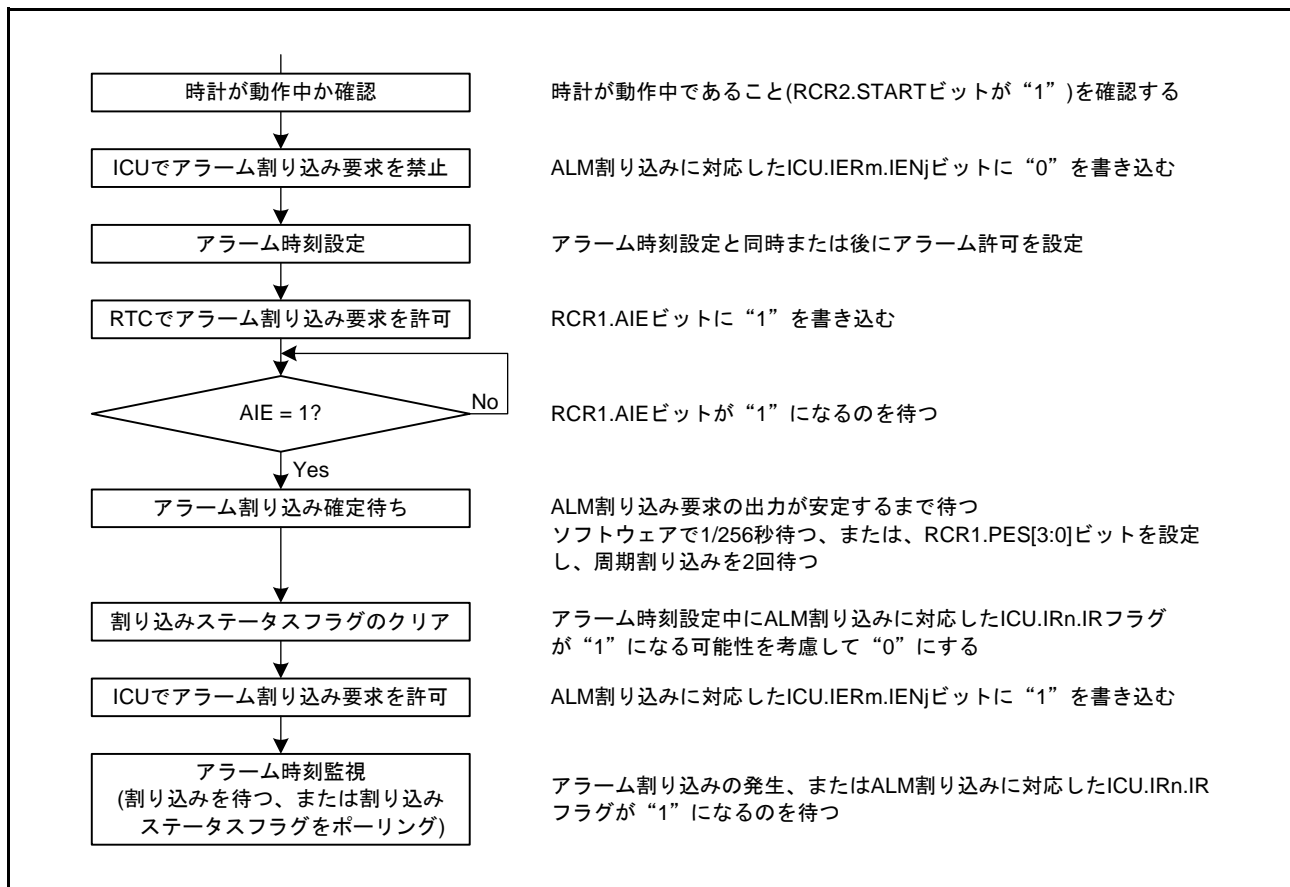 時計が動作中か確認
時計が動作中であること(RCR2.STARTビットが“1”)を確認する
ICUでアラーム割り込み要求を禁止
ALM割り込みに対応したICU.IERm.IENjビットに“0”を書き込む
アラーム時刻設定
アラーム時刻設定と同時または後にアラーム許可を設定
RTCでアラーム割り込み要求を許可
RCR1.AIEビットに“1”を書き込む
AIE = 1?
No
RCR1.AIEビットが“1”になるのを待つ
Yes
アラーム割り込み確定待ち
ALM割り込み要求の出力が安定するまで待つ
ソフトウェアで1/256秒待つ、または、RCR1.PES[3:0]ビットを設定
し、周期割り込みを2回待つ
割り込みステータスフラグのクリア
アラーム時刻設定中にALM割り込みに対応したICU.IRn.IRフラグ
が“1”になる可能性を考慮して“0”にする
ICUでアラーム割り込み要求を許可
ALM割り込みに対応したICU.IERm.IENjビットに“1”を書き込む
アラーム時刻監視
(割り込みを待つ、または割り込み
ステータスフラグをポーリング)
アラーム割り込みの発生、またはALM割り込みに対応したICU.IRn.IR
フラグが“1”になるのを待つ